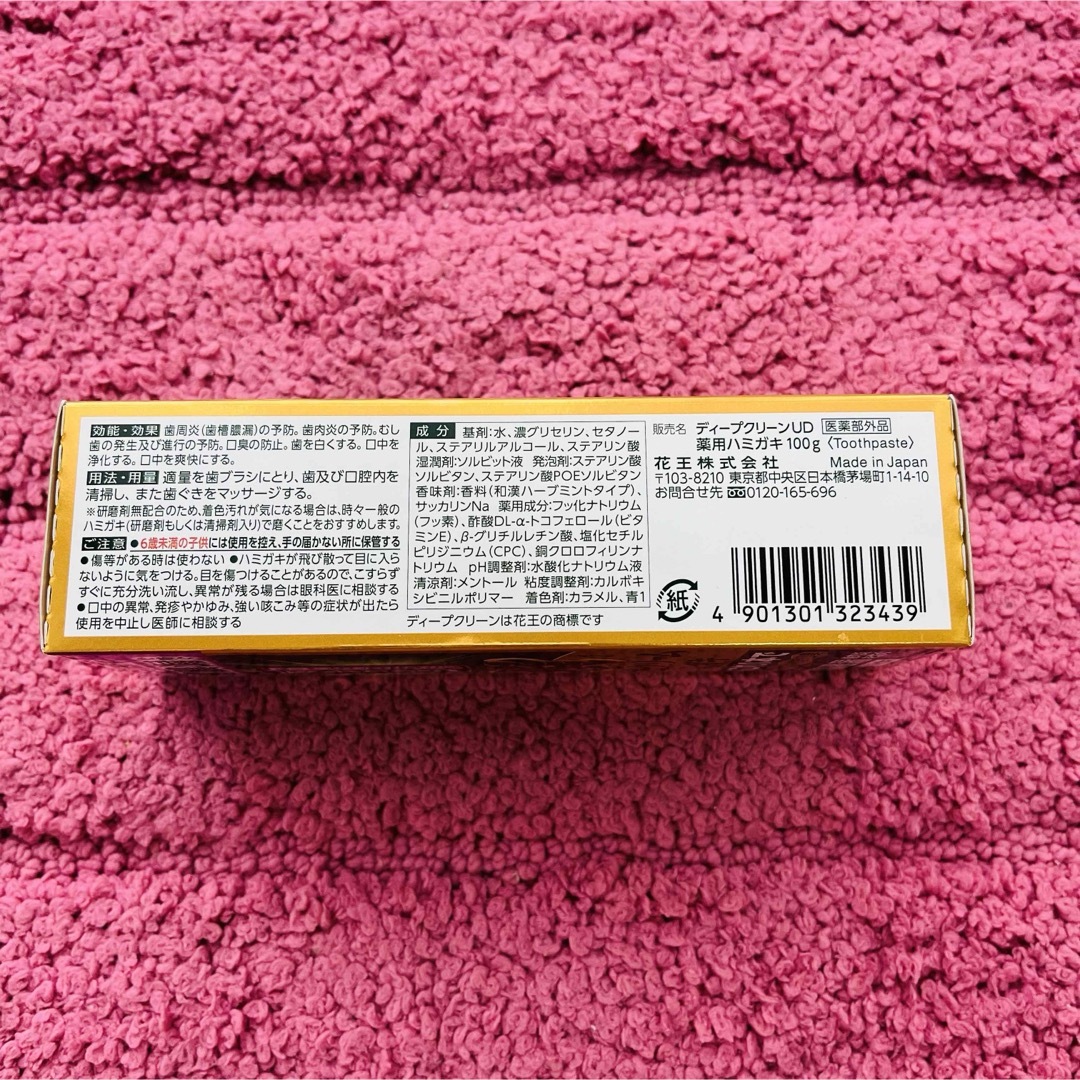 効能・効果 歯周炎(歯槽膿漏)の予防。歯肉炎の予防。むし
歯の発生及び進行の予防。口臭の防止。歯を白くする。口中を
浄化する。口中を爽快にする。
用法・用量 適量を歯ブラシにとり、歯及び口腔内を
清掃し、また歯ぐきをマッサージする。
※研磨剤無配合のため、着色汚れが気になる場合は、時々一般の
ハミガキ(研磨剤もしくは清掃剤入り)で磨くことをおすすめします。
ご注意 ●6歳未満の子供には使用を控え、手の届かない所に保管する
●傷等がある時は使わない ●ハミガキが飛び散って目に入
らないように気をつける。目を傷つけることがあるので、こすらず
すぐに充分洗い流し、異常が残る場合は眼科医に相談する
●口中の異常、発疹やかゆみ、強い咳こみ等の症状が出たら
使用を中止し医師に相談する
成分 基剤:水、濃グリセリン、セタノー
ル、ステアリルアルコール、ステアリン酸
湿潤剤:ソルビット液 発泡剤:ステアリン酸
ソルビタン、ステアリン酸POEソルビタン
香味剤:香料(和漢ハーブミントタイプ)、
サッカリンNa 薬用成分:フッ化ナトリウム
(フッ素)、酢酸DL-α-トコフェロール(ビタ
ミンE)、β-グリチルレチン酸、塩化セチル
ピリジニウム(CPC)、銅クロロフィリンナ
トリウム pH調整剤:水酸化ナトリウム液
清涼剤:メントール 粘度調整剤:カルボキ
シビニルポリマー 着色剤:カラメル、青1
ディープクリーンは花王の商標です
販売名 ディープクリーンUD 医薬部外品
薬用ハミガキ 100g 〈Toothpaste〉
花王株式会社 Made in Japan
〒103-8210 東京都中央区日本橋茅場町1-14-10
お問合せ先 0120-165-696
紙
4 901301 323439